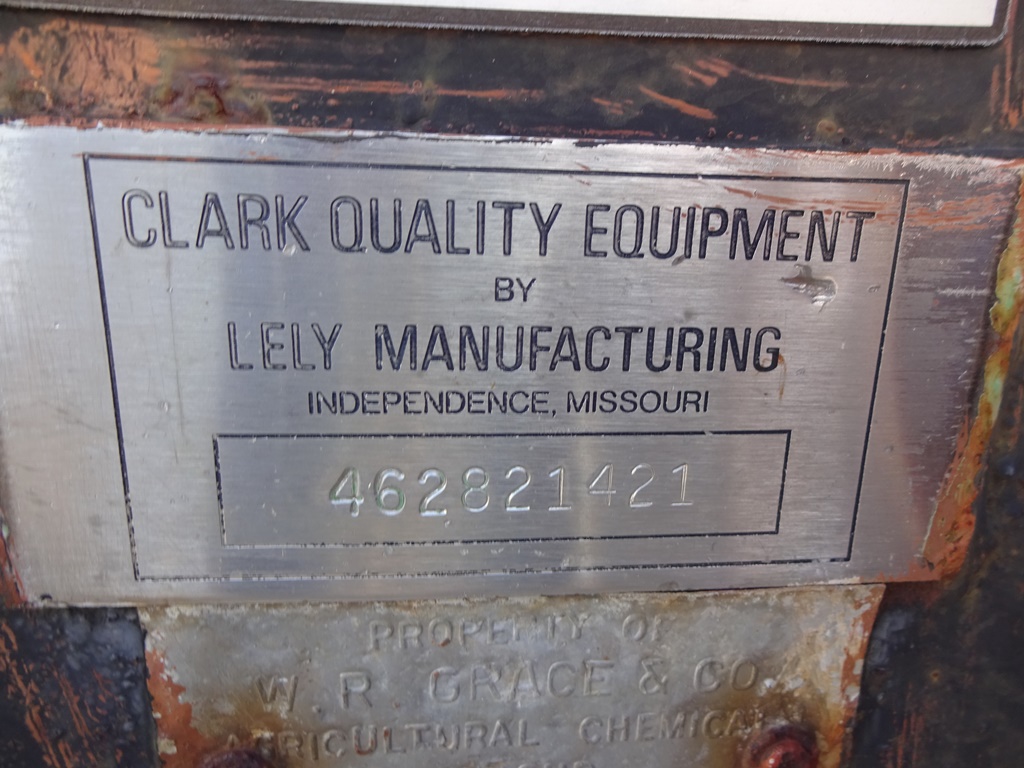 CLARK QUALITY EQUIPMENT
BY
LELY MANUFACTURING
INDEPENDENCE, MISSOURI
462821421
PROPERTY OF
W. R. GRACE & CO
AGRICULTURAL CHEMICAL